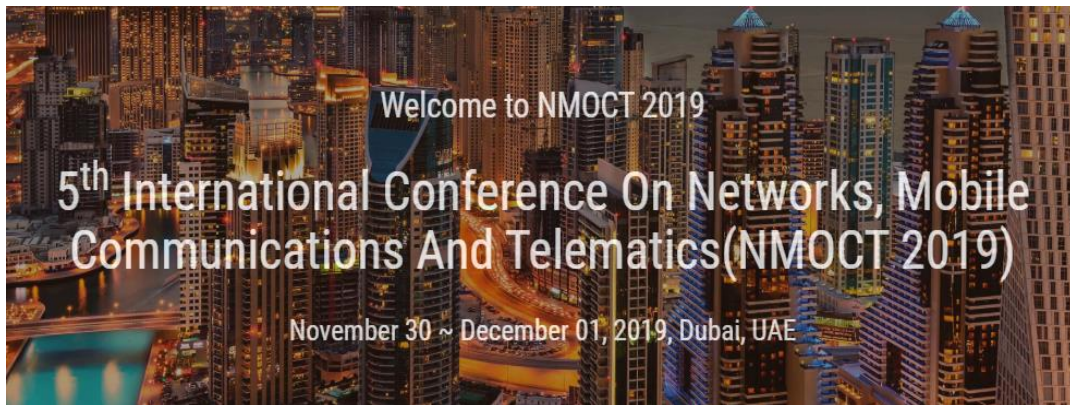 Welcome to NMOCT 2019
5th International Conference On Networks, Mobile
Communications And Telematics(NMOCT 2019)
November 30 ~ December 01, 2019, Dubai, UAE